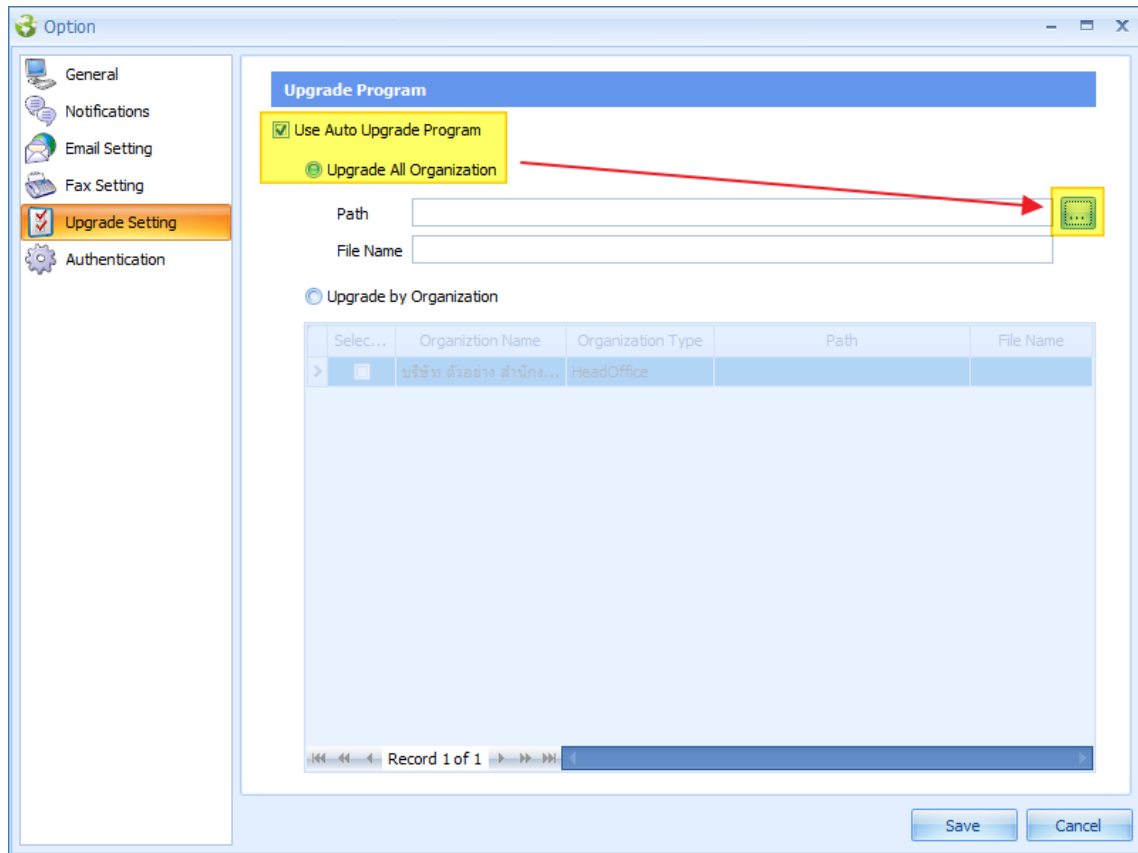 Option
General
Notifications
Email Setting
Fax Setting
Upgrade Setting
Authentication
Upgrade Program
Use Auto Upgrade Program
Upgrade All Organization
Path
...
File Name
Upgrade by Organization
Selec... Organiztion Name Organization Type Path File Name
บริษัท ตัวอย่าง สำนักง... HeadOffice
Record 1 of 1
Save Cancel